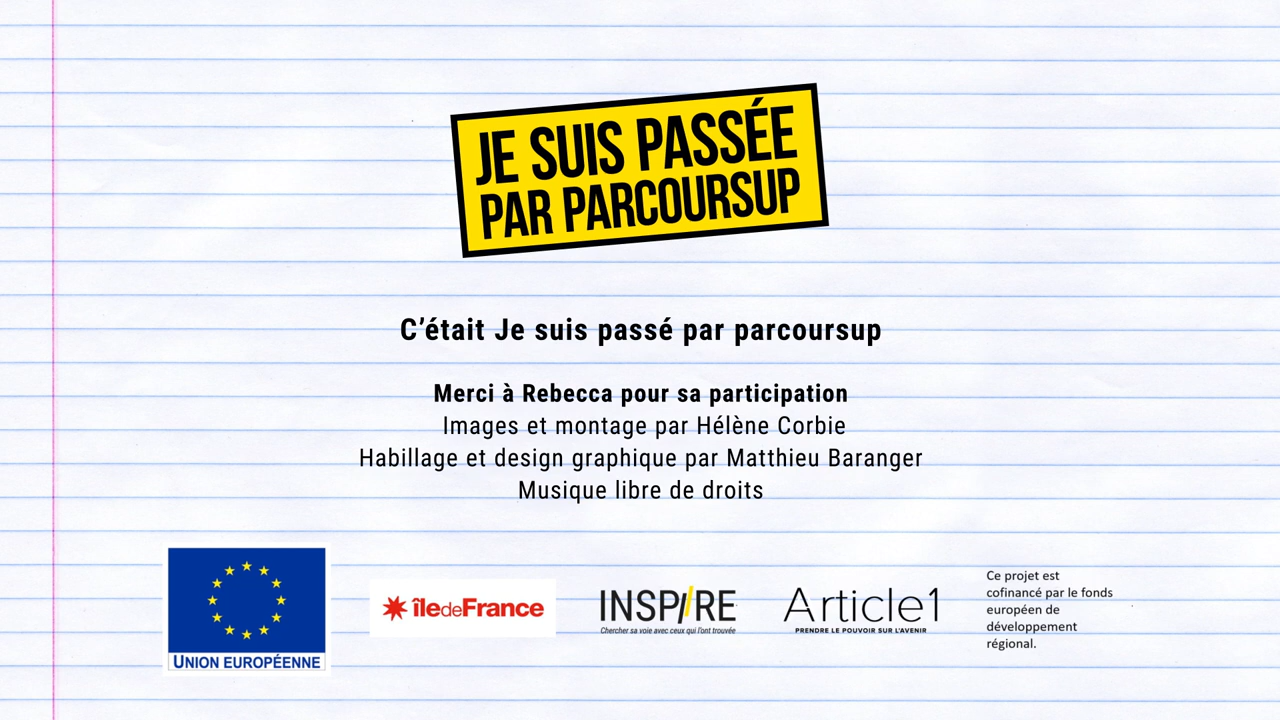 JE SUIS PASSÉE
PAR PARCOURSUP
C’était Je suis passé par parcoursup
Merci à Rebecca pour sa participation
Images et montage par Hélène Corbie
Habillage et design graphique par Matthieu Baranger
Musique libre de droits
UNION EUROPÉENNE
îledeFrance
INSPIRE
Chercher sa voie avec ceux qui l'ont trouvée
Article1
PRENDRE LE POUVOIR SUR L'AVENIR
Ce projet est
cofinancé par le fonds
européen de
développement
régional.